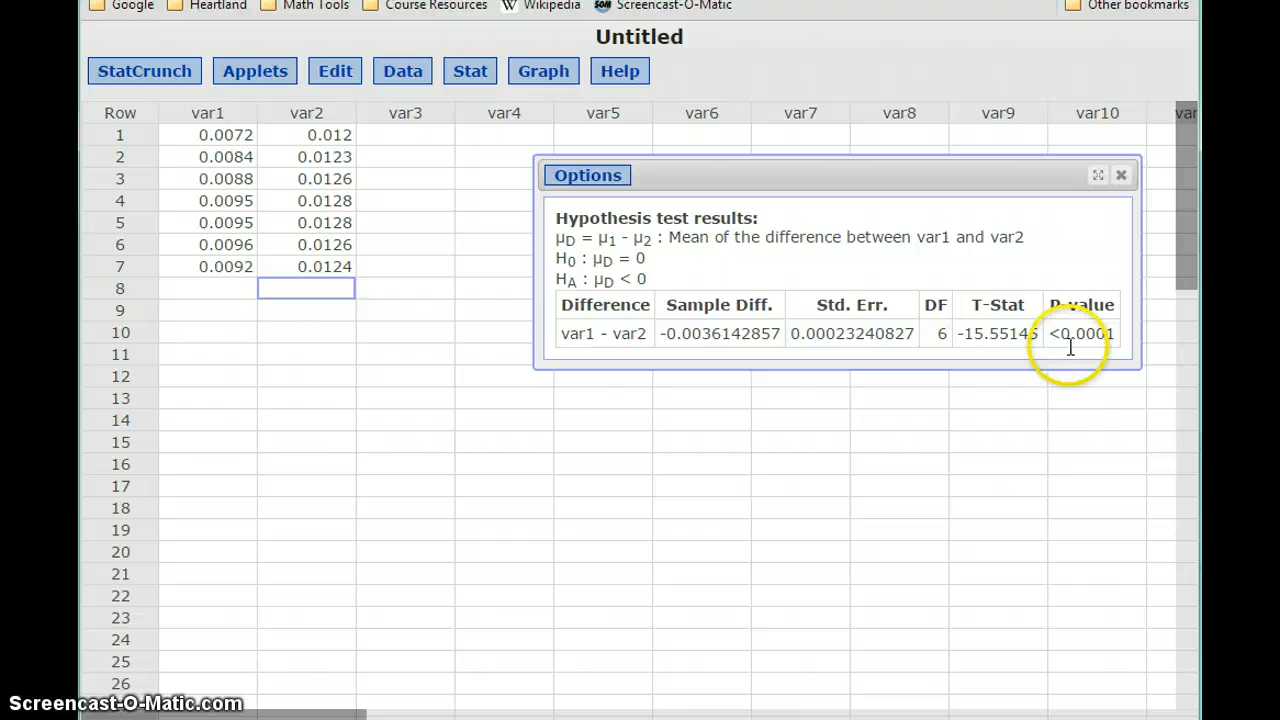 Google Heartland Math Tools Course Resources W Wikipedia SOM Screencast-O-Matic Other bookmarks
Untitled
StatCrunch Applets Edit Data Stat Graph Help
Row var1 var2 var3 var4 var5 var6 var7 var8 var9 var10 var
1 0.0072 0.012
2 0.0084 0.0123
3 0.0088 0.0126
4 0.0095 0.0128
5 0.0095 0.0128
6 0.0096 0.0126
7 0.0092 0.0124
8
9
10
11
12
13
14
15
16
17
18
19
20
21
22
23
24
25
26
Options
Hypothesis test results:
μD = μ1 - μ2 : Mean of the difference between var1 and var2
H0 : μD = 0
HA : μD < 0
Difference Sample Diff. Std. Err. DF T-Stat P-value
var1 - var2 -0.0036142857 0.00023240827 6 -15.55145 <0.0001
Screencast-O-Matic.com